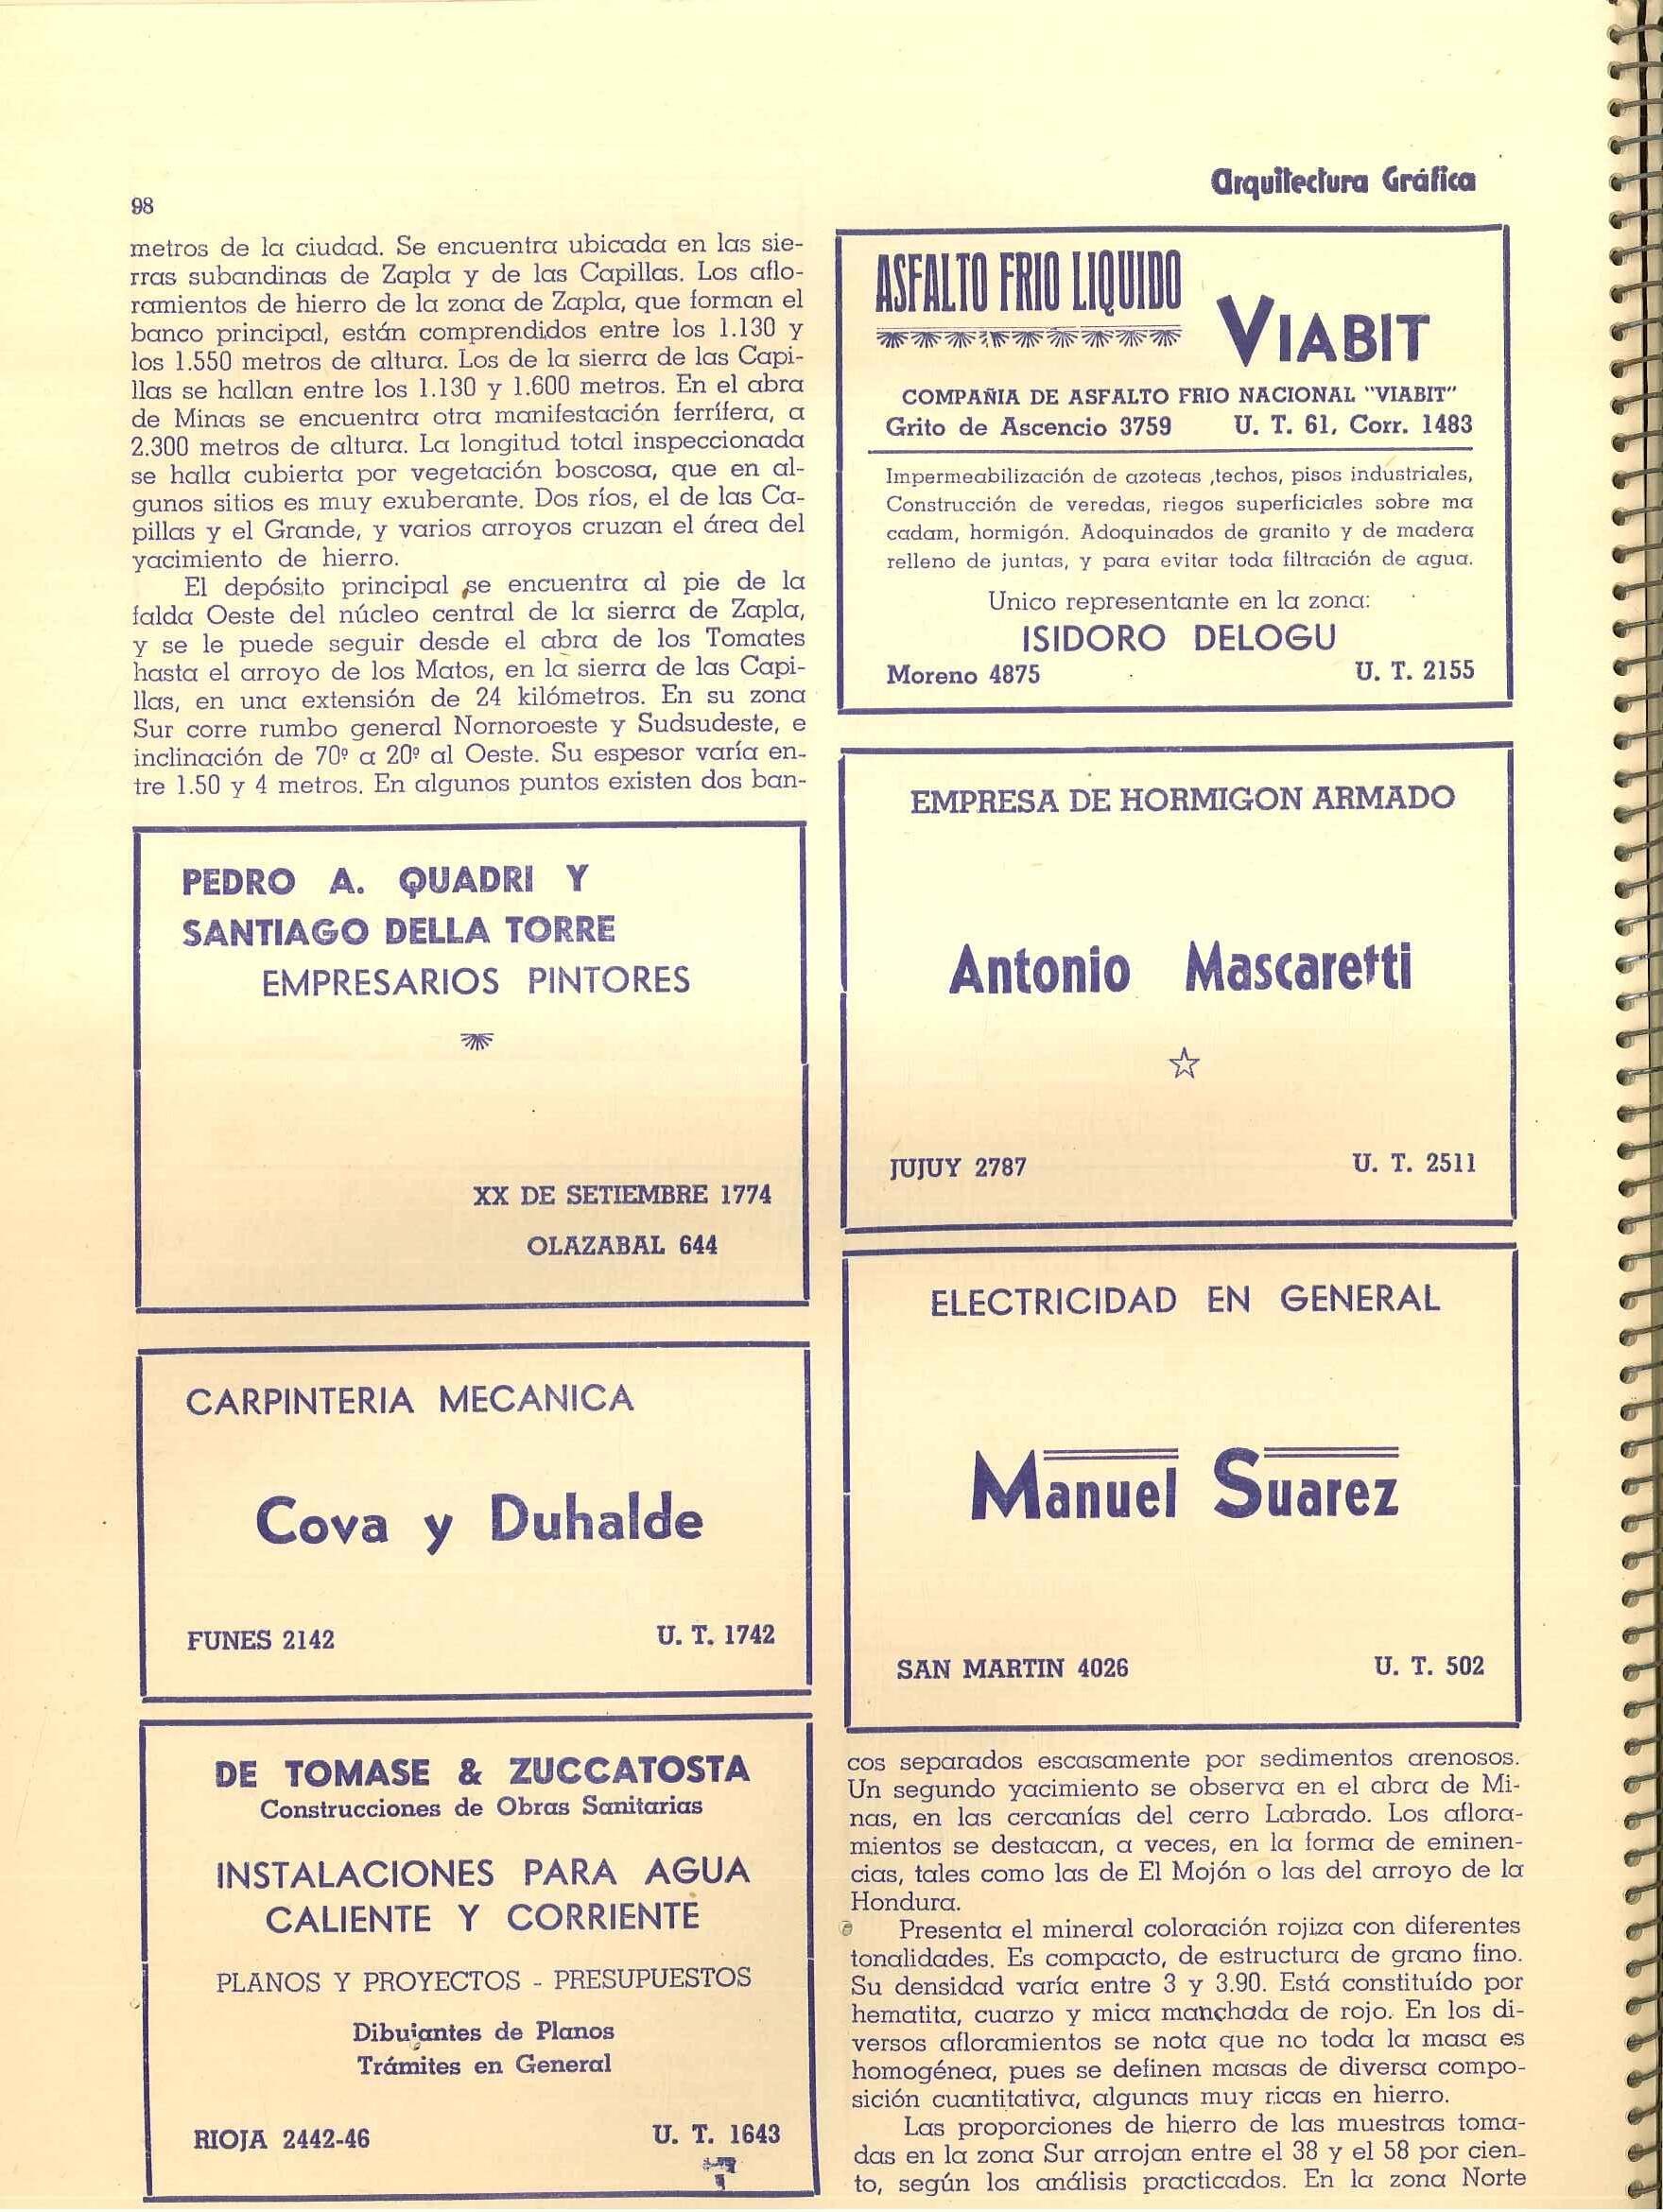 98
Arquitectura Gráfica
metros de la ciudad. Se encuentra ubicada en las sie-
rras subandinas de Zapla y de las Capillas. Los aflo-
ramientos de hierro de la zona de Zapla, que forman el
banco principal, están comprendidos entre los 1.130 y
los 1.550 metros de altura. Los de la sierra de las Capi-
llas se hallan entre los 1.130 y 1.600 metros. En el abra
de Minas se encuentra otra manifestación ferrífera, a
2.300 metros de altura. La longitud total inspeccionada
se halla cubierta por vegetación boscosa, que en al-
gunos sitios es muy exuberante. Dos ríos, el de las Ca-
pillas y el Grande, y varios arroyos cruzan el área del
yacimiento de hierro.
El depósito principal se encuentra al pie de la
falda Oeste del núcleo central de la sierra de Zapla,
y se le puede seguir desde el abra de los Tomates
hasta el arroyo de los Matos, en la sierra de las Capi-
llas, en una extensión de 24 kilómetros. En su zona
Sur corre rumbo general Nornoroeste y Sudsudeste, e
inclinación de 70º a 20º al Oeste. Su espesor varía en-
tre 1.50 y 4 metros. En algunos puntos existen dos ban-
PEDRO A. QUADRI Y
SANTIAGO DELLA TORRE
EMPRESARIOS PINTORES
XX DE SETIEMBRE 1774
OLAZABAL 644
CARPINTERIA MECANICA
Cova y Duhalde
FUNES 2142 U. T. 1742
DE TOMASE & ZUCCATOSTA
Construcciones de Obras Sanitarias
INSTALACIONES PARA AGUA
CALIENTE Y CORRIENTE
PLANOS Y PROYECTOS - PRESUPUESTOS
Dibujantes de Planos
Trámites en General
RIOJA 2442-46 U. T. 1643
ASFALTO FRIO LIQUIDO
VIABIT
COMPAÑIA DE ASFALTO FRIO NACIONAL "VIABIT"
Grito de Ascencio 3759 U. T. 61, Corr. 1483
Impermeabilización de azoteas ,techos, pisos industriales,
Construcción de veredas, riegos superficiales sobre ma
cadam, hormigón. Adoquinados de granito y de madera
relleno de juntas, y para evitar toda filtración de agua.
Unico representante en la zona:
ISIDORO DELOGU
Moreno 4875 U. T. 2155
EMPRESA DE HORMIGON ARMADO
Antonio Mascaretti
JUJUY 2787 U. T. 2511
ELECTRICIDAD EN GENERAL
Manuel Suarez
SAN MARTIN 4026 U. T. 502
cos separados escasamente por sedimentos arenosos.
Un segundo yacimiento se observa en el abra de Mi-
nas, en las cercanías del cerro Labrado. Los aflora-
mientos se destacan, a veces, en la forma de eminen-
cias, tales como las de El Mojón o las del arroyo de la
Hondura.
Presenta el mineral coloración rojiza con diferentes
tonalidades. Es compacto, de estructura de grano fino.
Su densidad varía entre 3 y 3.90. Está constituído por
hematita, cuarzo y mica manchada de rojo. En los di-
versos afloramientos se nota que no toda la masa es
homogénea, pues se definen masas de diversa compo-
sición cuantitativa, algunas muy ricas en hierro.
Las proporciones de hierro de las muestras toma-
das en la zona Sur arrojan entre el 38 y el 58 por cien-
to, según los análisis practicados. En la zona Norte